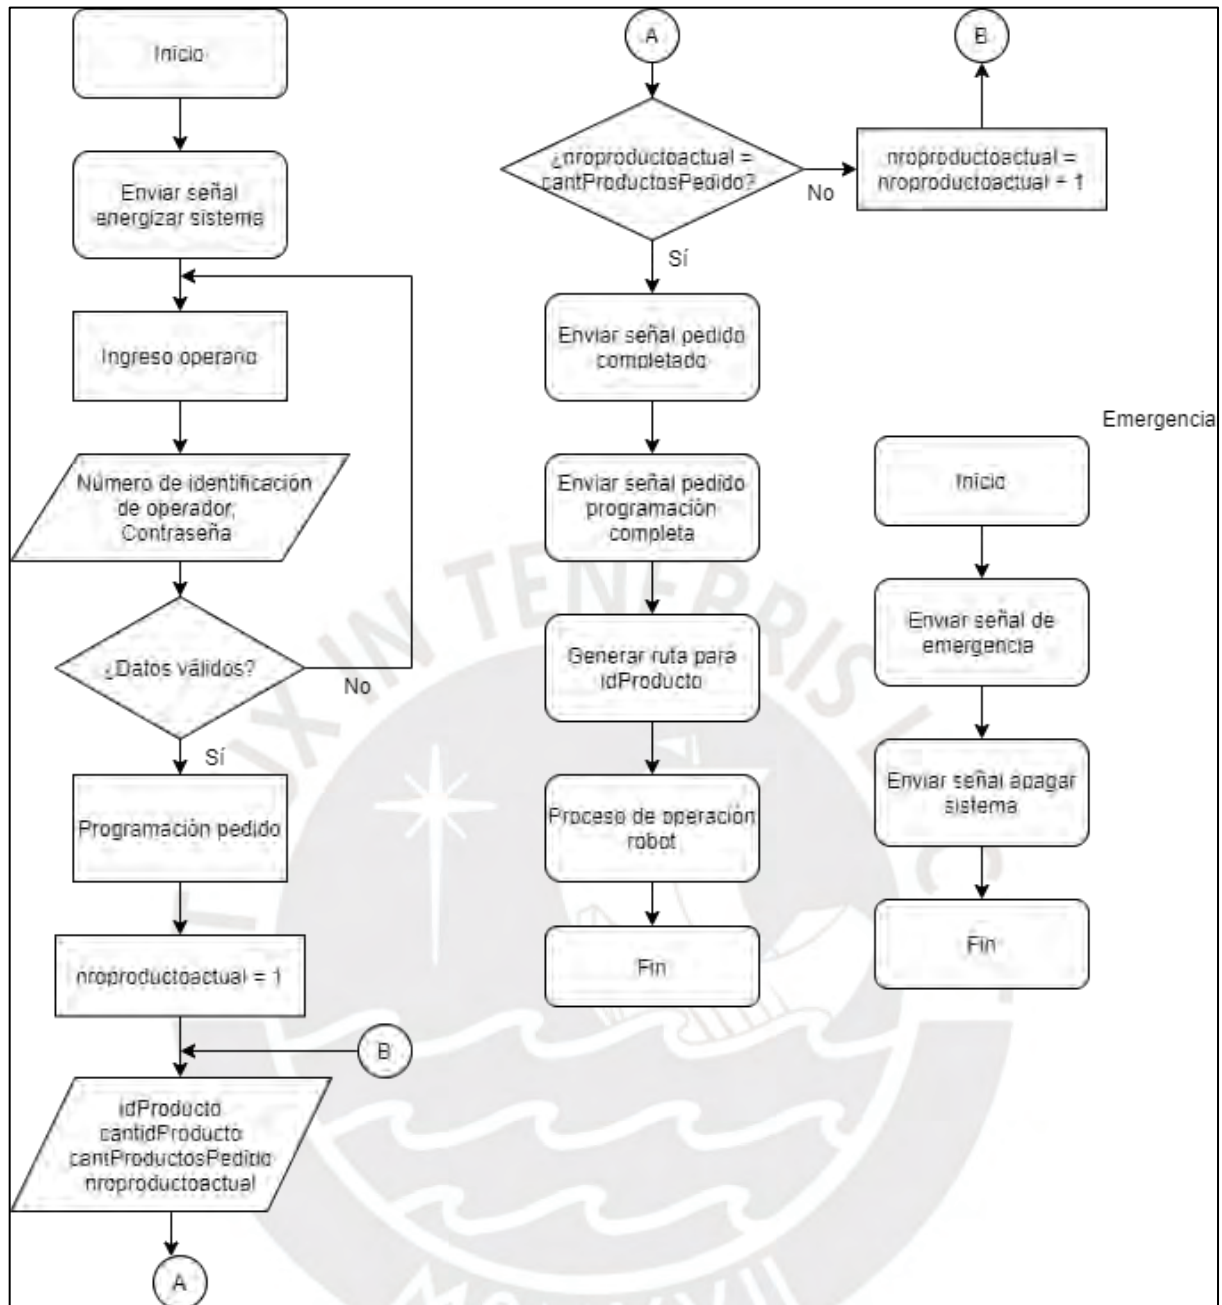 Inicio
Enviar señal
energizar sistema
Ingreso operario
Número de identificación
de operador,
Contraseña
¿Datos válidos?
No
Sí
Programación pedido
nroproductoactual = 1
B
idProducto
cantidProducto
cantProductosPedido
nroproductoactual
A
A
¿nroproductoactual =
cantProductosPedido?
No
Sí
B
nroproductoactual =
nroproductoactual + 1
Enviar señal pedido
completado
Enviar señal pedido
programación
completa
Generar ruta para
idProducto
Proceso de operación
robot
Fin
Emergencia
Inicio
Enviar señal de
emergencia
Enviar señal apagar
sistema
Fin